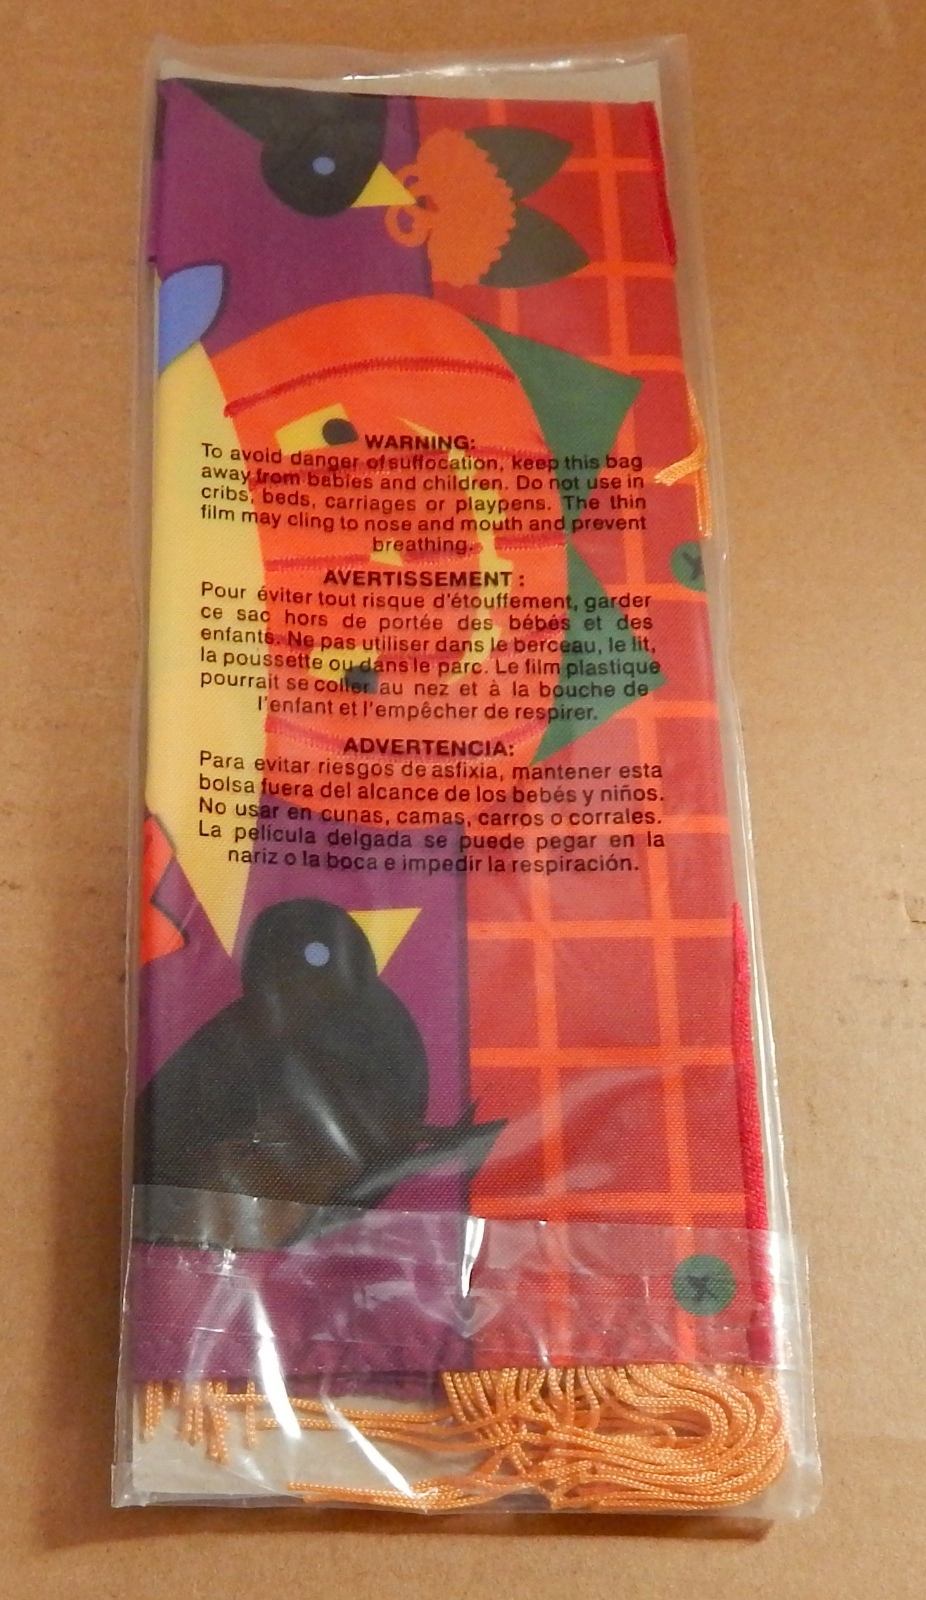 WARNING:
To avoid danger of suffocation, keep this bag
away from babies and children. Do not use in
cribs, beds, carriages or playpens. The thin
film may cling to nose and mouth and prevent
breathing.
AVERTISSEMENT :
Pour éviter tout risque d'étouffement, garder
ce sac hors de portée des bébés et des
enfants. Ne pas utiliser dans le berceau, le lit,
la poussette ou dans le parc. Le film plastique
pourrait se coller au nez et à la bouche de
l'enfant et l'empêcher de respirer.
ADVERTENCIA:
Para evitar riesgos de asfixia, mantener esta
bolsa fuera del alcance de los bebés y niños.
No usar en cunas, camas, carros o corrales.
La película delgada se puede pegar en la
nariz o la boca e impedir la respiración.